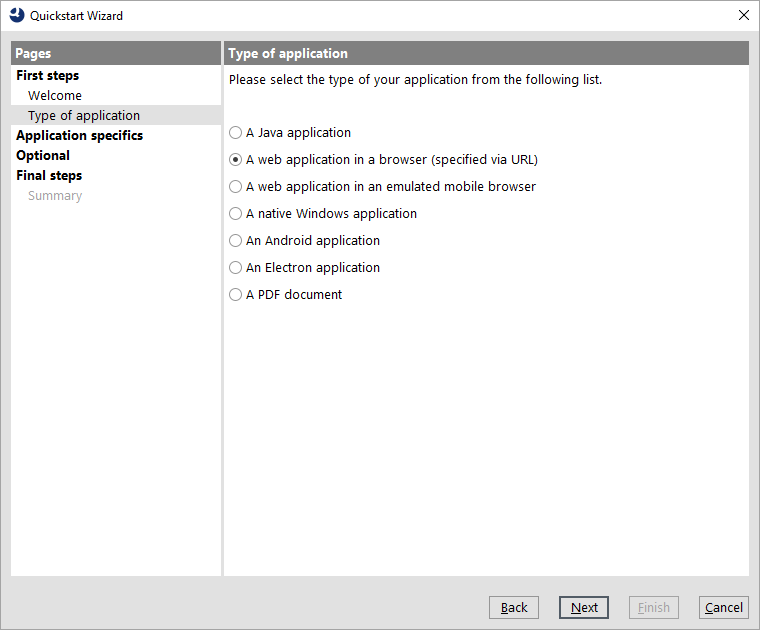 Quickstart Wizard
Pages
First steps
Welcome
Type of application
Application specifics
Optional
Final steps
Summary
Type of application
Please select the type of your application from the following list.
A Java application
A web application in a browser (specified via URL)
A web application in an emulated mobile browser
A native Windows application
An Android application
An Electron application
A PDF document
Back
Next
Finish
Cancel